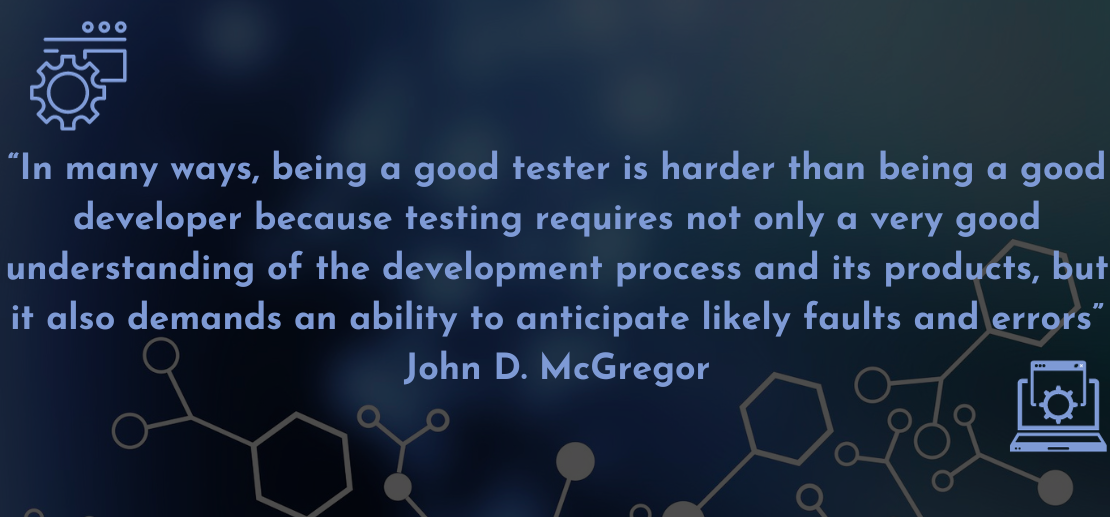 “In many ways, being a good tester is harder than being a good
developer because testing requires not only a very good
understanding of the development process and its products, but
it also demands an ability to anticipate likely faults and errors”
John D. McGregor